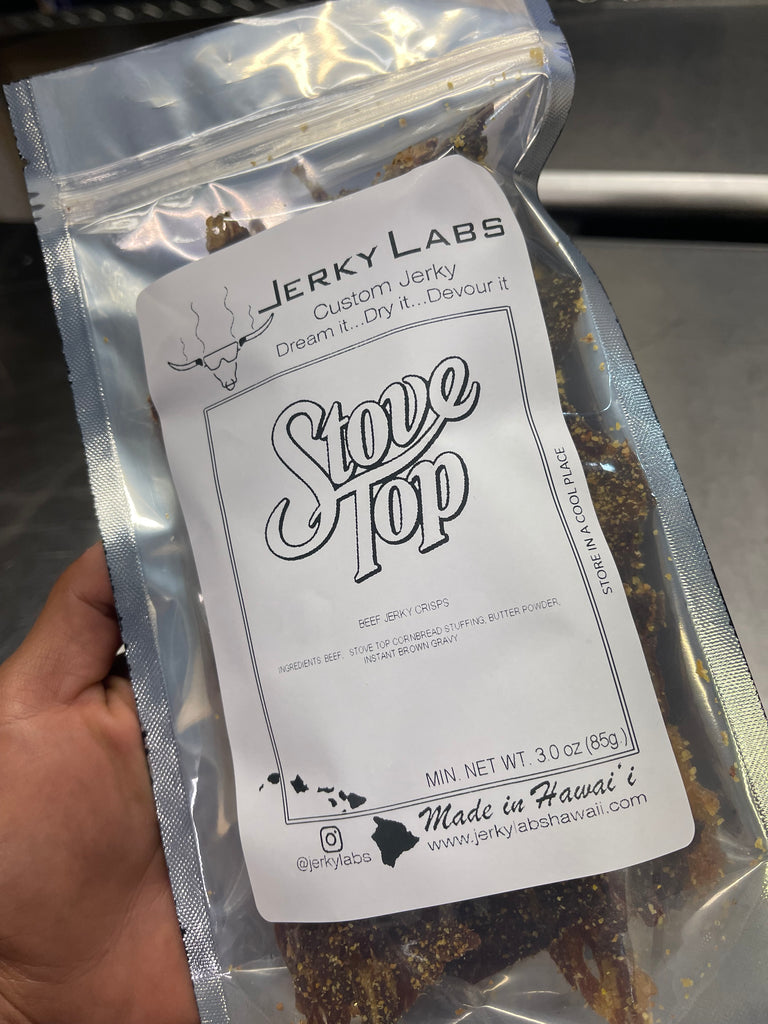 JERKY LABS
Custom Jerky
Dream it...Dry it...Devour it
Stove
Top
STORE IN A COOL PLACE
BEEF JERKY CRISPS
INGREDIENTS: BEEF, STOVE TOP CORNBREAD STUFFING, BUTTER POWDER,
INSTANT BROWN GRAVY
MIN. NET WT. 3.0 oz (85g.)
Made in Hawai'i
@jerkylabs
www.jerkylabshawaii.com